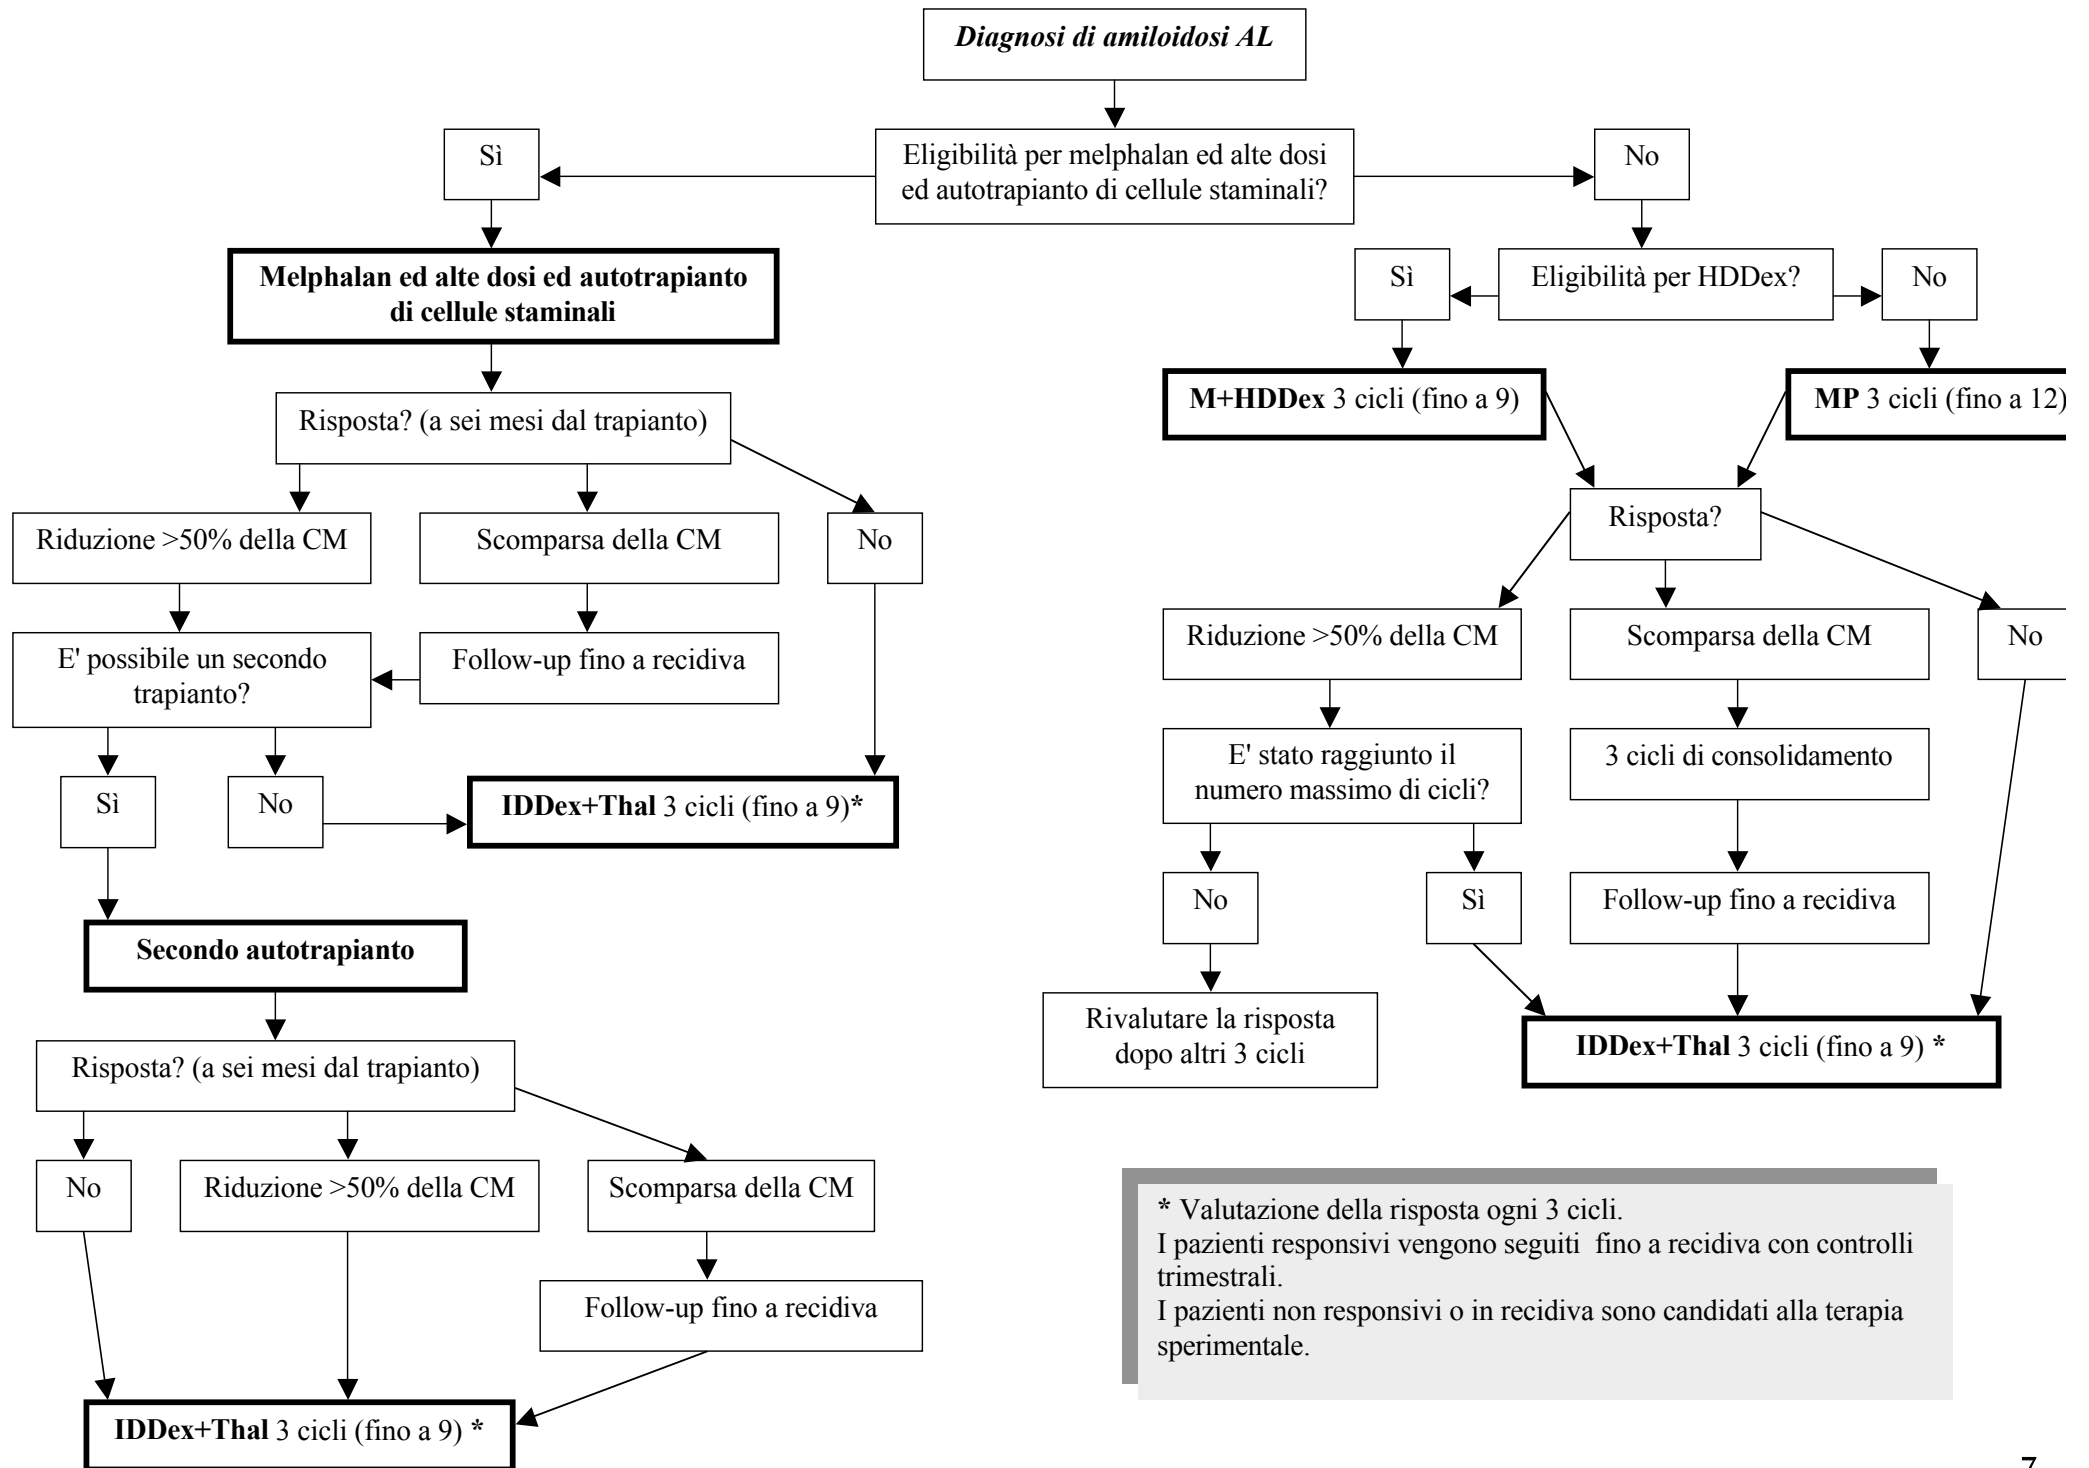 Diagnosi di amiloidosi AL
Sì
Eligibilità per melphalan ed alte dosi
ed autotrapianto di cellule staminali?
No
Melphalan ed alte dosi ed autotrapianto
di cellule staminali
Sì
Eligibilità per HDDex?
No
M+HDDex 3 cicli (fino a 9)
MP 3 cicli (fino a 12)
Risposta? (a sei mesi dal trapianto)
Riduzione >50% della CM
Scomparsa della CM
No
Risposta?
E' possibile un secondo
trapianto?
Follow-up fino a recidiva
Riduzione >50% della CM
Scomparsa della CM
No
Sì
No
IDDex+Thal 3 cicli (fino a 9)*
E' stato raggiunto il
numero massimo di cicli?
3 cicli di consolidamento
No
Sì
Follow-up fino a recidiva
Secondo autotrapianto
Rivalutare la risposta
dopo altri 3 cicli
IDDex+Thal 3 cicli (fino a 9) *
Risposta? (a sei mesi dal trapianto)
No
Riduzione >50% della CM
Scomparsa della CM
Follow-up fino a recidiva
IDDex+Thal 3 cicli (fino a 9) *
* Valutazione della risposta ogni 3 cicli.
I pazienti responsivi vengono seguiti fino a recidiva con controlli
trimestrali.
I pazienti non responsivi o in recidiva sono candidati alla terapia
sperimentale.
7